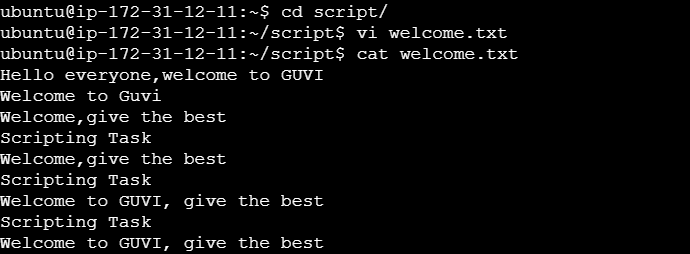 ubuntu@ip-172-31-12-11:~$ cd script/
ubuntu@ip-172-31-12-11:~/script$ vi welcome.txt
ubuntu@ip-172-31-12-11:~/script$ cat welcome.txt
Hello everyone,welcome to GUVI
Welcome to Guvi
Welcome,give the best
Scripting Task
Welcome,give the best
Scripting Task
Welcome to GUVI, give the best
Scripting Task
Welcome to GUVI, give the best